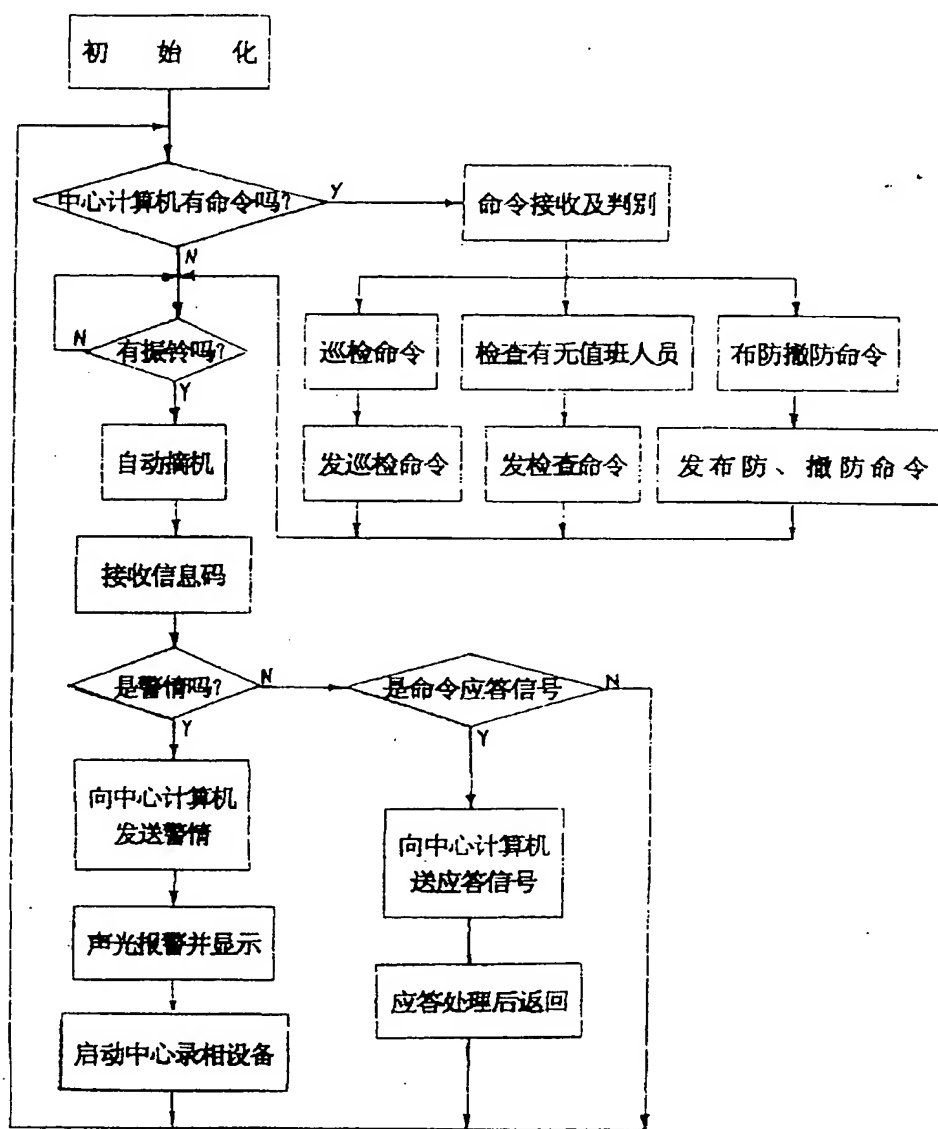 初 始 化
中心计算机有命令吗?
Y
命令接收及判别
N
N
有振铃吗?
Y
巡检命令
检查有无值班人员
布防撤防命令
自动摘机
发巡检命令
发检查命令
发布防、撤防命令
接收信息码
是警情吗?
N
是命令应答信号
N
Y
Y
向中心计算机
发送警情
向中心计算机
送应答信号
声光报警并显示
应答处理后返回
启动中心录相设备